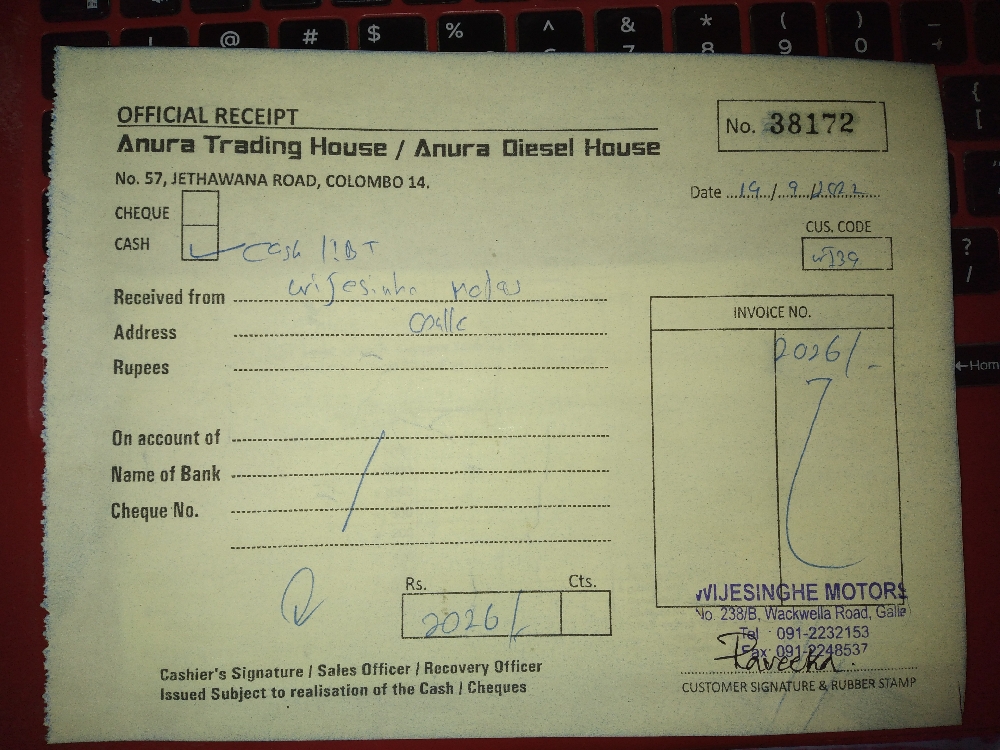 OFFICIAL RECEIPT
Anura Trading House / Anura Diesel House
No. 38172
No. 57, JETHAWANA ROAD, COLOMBO 14.
Date 19/9/2022
CHEQUE
CASH
Cash
CUS. CODE
WJ39
Received from
Address Galle
Rupees
INVOICE NO.
2026/-
On account of
Name of Bank
Cheque No.
Rs. Cts.
2026/-
WIJESINGHE MOTORS
No. 238/B, Wackwella Road, Galle
Tel : 091-2232153
Fax: 091-2248537
Cashier's Signature / Sales Officer / Recovery Officer
Issued Subject to realisation of the Cash / Cheques
CUSTOMER SIGNATURE & RUBBER STAMP